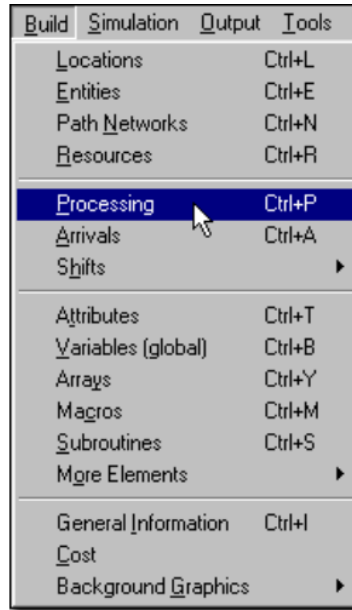 Build Simulation Output Tools
Locations Ctrl+L
Entities Ctrl+E
Path Networks Ctrl+N
Resources Ctrl+R
Processing Ctrl+P
Arrivals Ctrl+A
Shifts
Attributes Ctrl+T
Variables (global) Ctrl+B
Arrays Ctrl+Y
Macros Ctrl+M
Subroutines Ctrl+S
More Elements
General Information Ctrl+I
Cost
Background Graphics